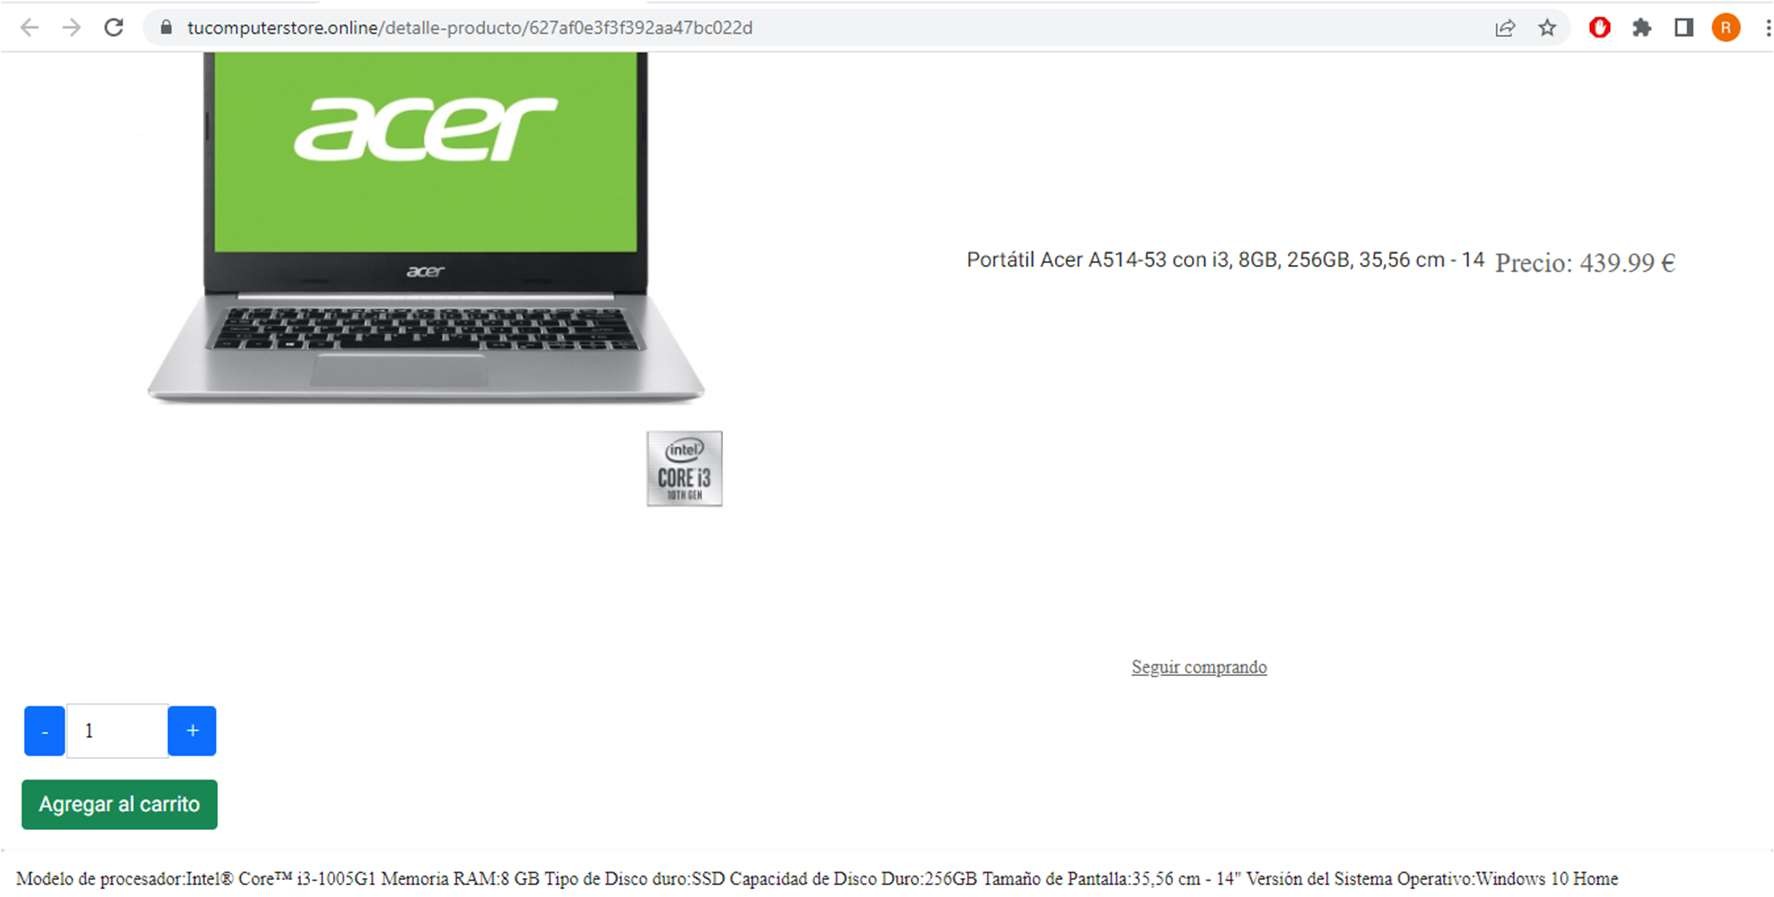 tucomputerstore.online/detalle-producto/627af0e3f3f392aa47bc022d
R
acer
acer
Portátil Acer A514-53 con i3, 8GB, 256GB, 35,56 cm - 14 Precio: 439.99 €
intel
CORE i3
10TH GEN
Seguir comprando
- 1 +
Agregar al carrito
Modelo de procesador:Intel® Core™ i3-1005G1 Memoria RAM:8 GB Tipo de Disco duro:SSD Capacidad de Disco Duro:256GB Tamaño de Pantalla:35,56 cm - 14" Versión del Sistema Operativo:Windows 10 Home